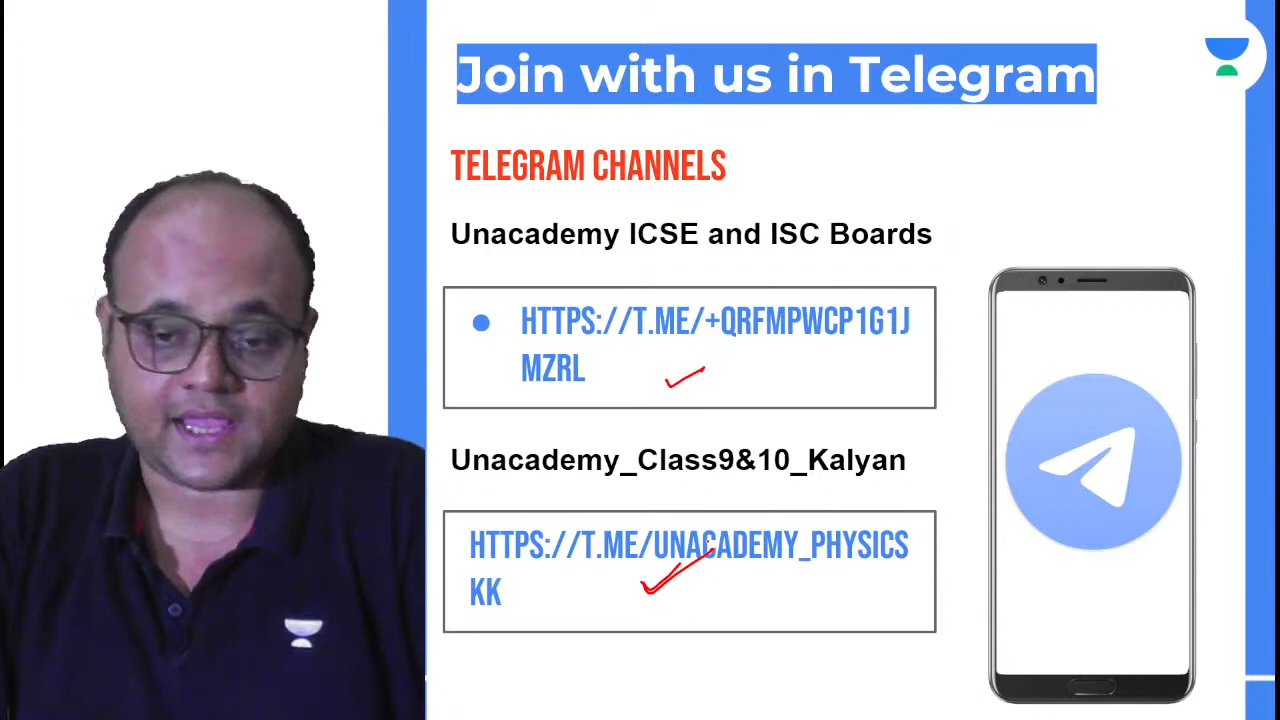 Join with us in Telegram
TELEGRAM CHANNELS
Unacademy ICSE and ISC Boards
HTTPS://T.ME/+QRFMPWCP1G1J
MZRL
Unacademy_Class9&10_Kalyan
HTTPS://T.ME/UNACADEMY_PHYSICS
KK